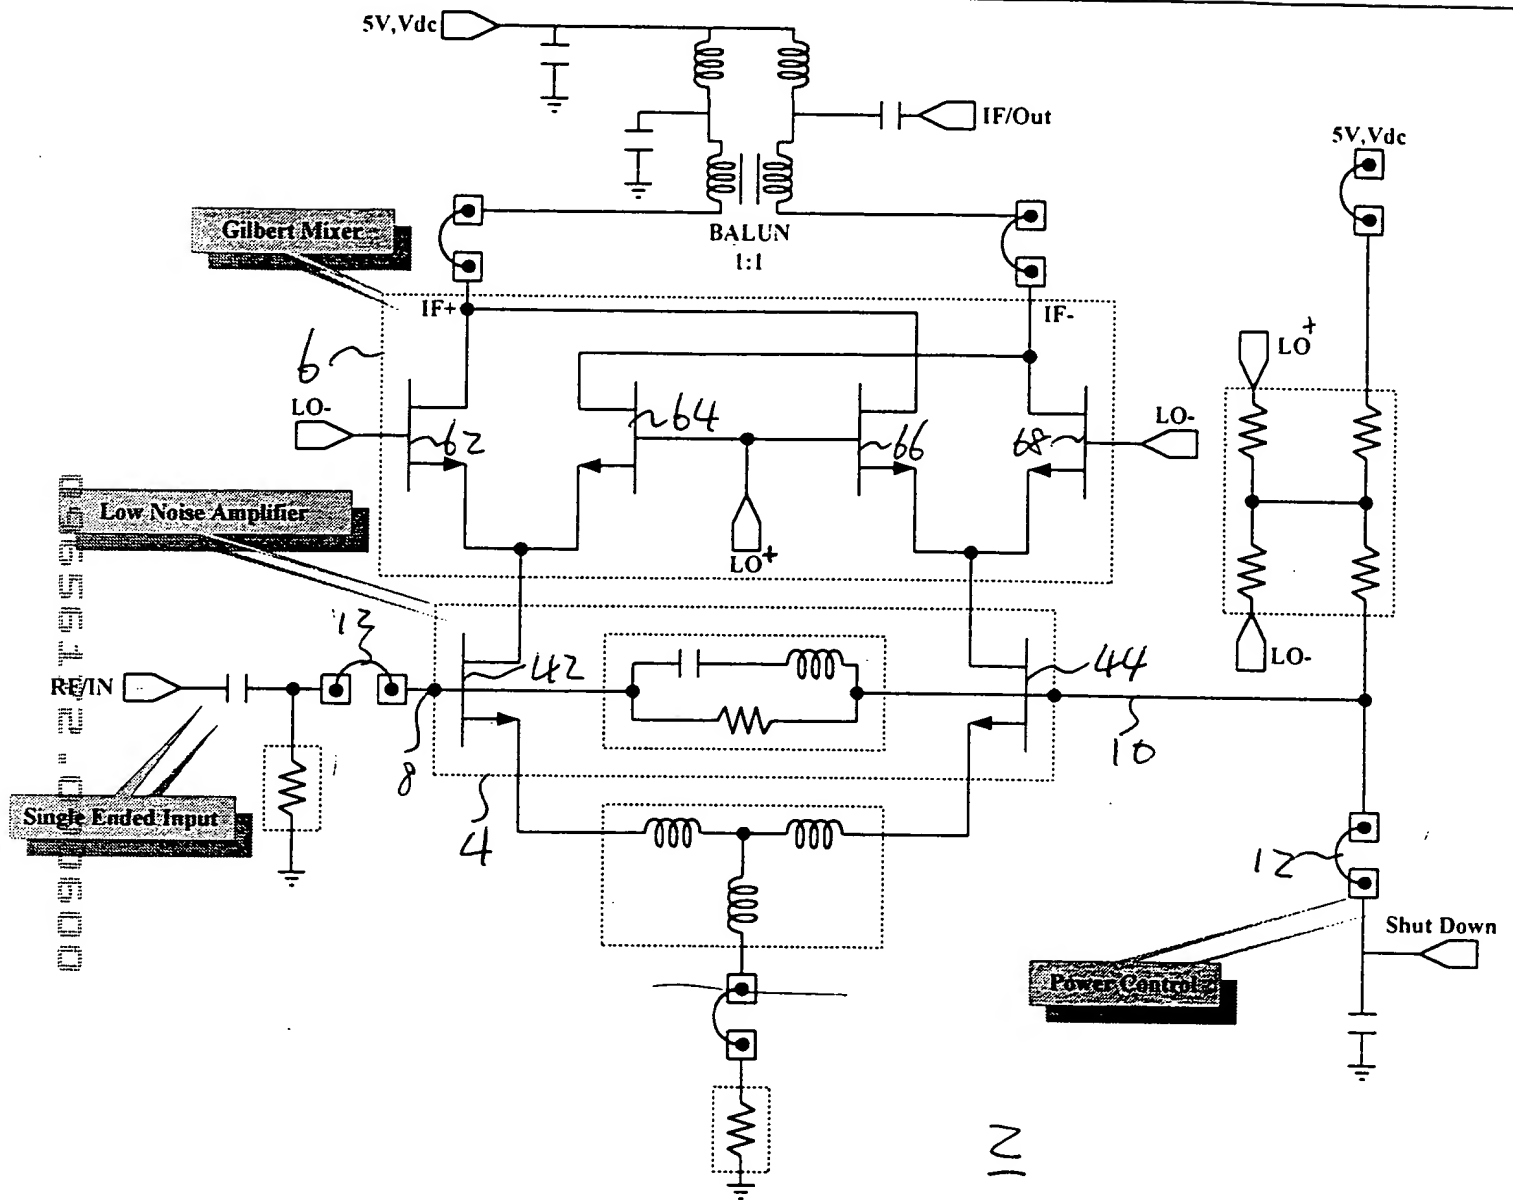 5V,Vdc
IF/Out
5V,Vdc
Gilbert Mixer
BALUN
1:1
IF+
IF-
6
LO+
LO-
62
64
66
68
LO-
Low Noise Amplifier
LO+
LO-
13
42
44
RF/IN
8
10
Single Ended Input
4
12
Shut Down
Power Control
2